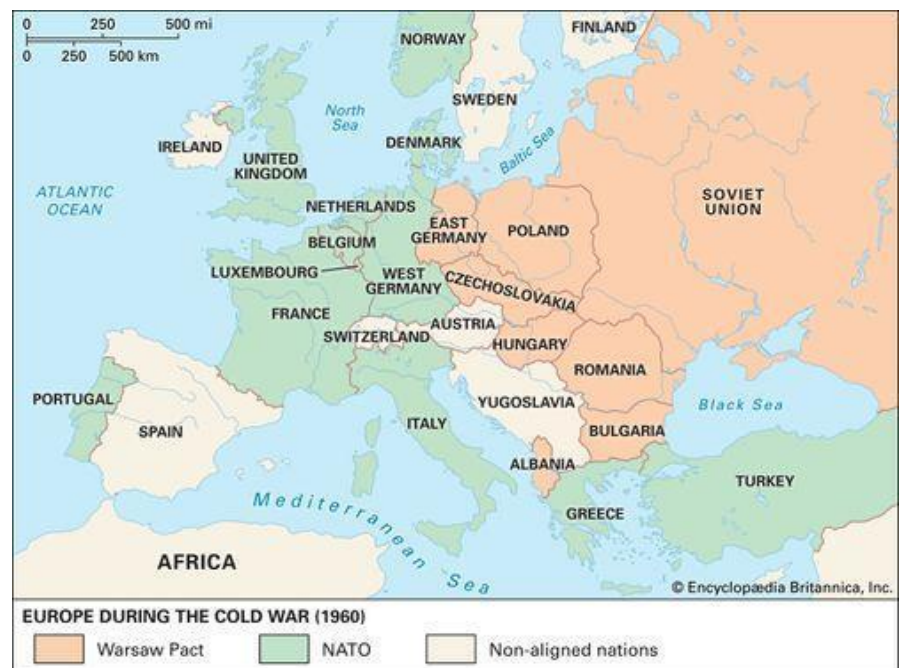 0 250 500 mi
0 250 500 km
NORWAY
FINLAND
SWEDEN
North
Sea
Baltic Sea
DENMARK
IRELAND
UNITED
KINGDOM
ATLANTIC
OCEAN
SOVIET
UNION
NETHERLANDS
EAST
GERMANY
POLAND
BELGIUM
LUXEMBOURG
WEST
GERMANY
CZECHOSLOVAKIA
FRANCE
AUSTRIA
SWITZERLAND
HUNGARY
ROMANIA
PORTUGAL
SPAIN
YUGOSLAVIA
Black Sea
ITALY
BULGARIA
ALBANIA
TURKEY
GREECE
Mediterranean Sea
AFRICA
© Encyclopædia Britannica, Inc.
EUROPE DURING THE COLD WAR (1960)
Warsaw Pact NATO Non-aligned nations